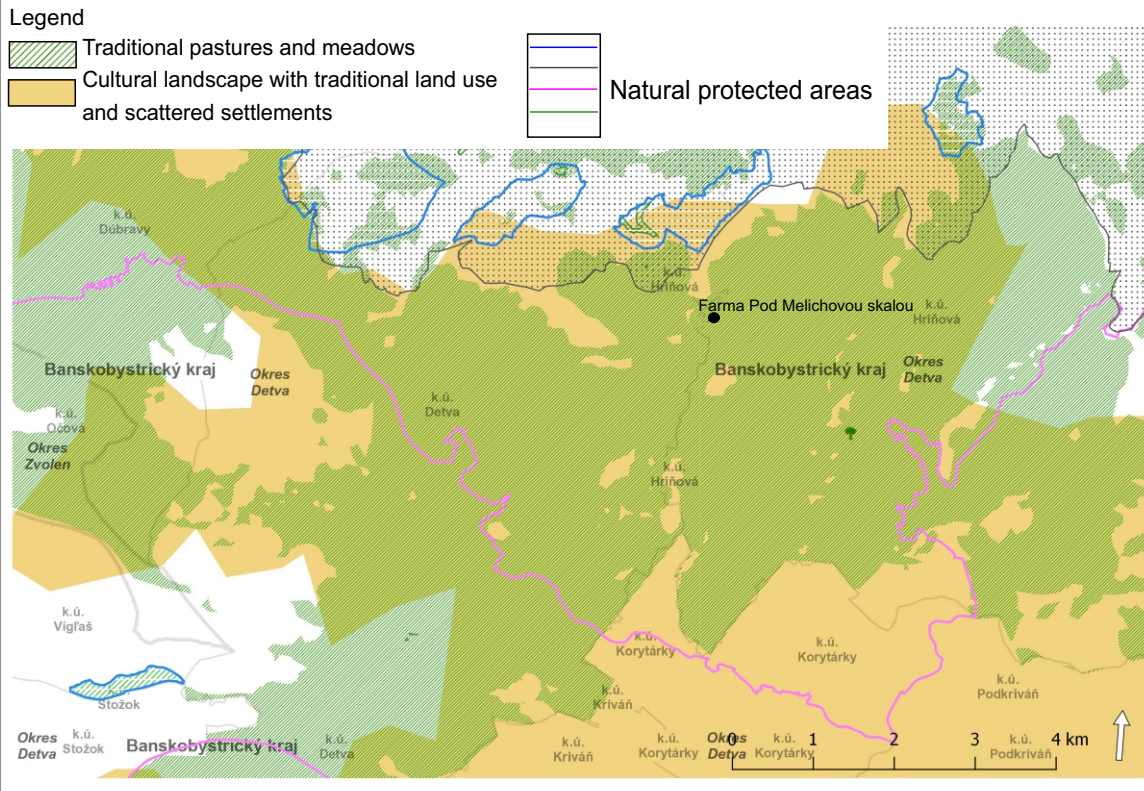 Legend
Traditional pastures and meadows
Cultural landscape with traditional land use
and scattered settlements
Natural protected areas
k.ú.
Dúbravy
k.ú.
Hriňová
Farma Pod Melichovou skalou
k.ú.
Hriňová
Banskobystrický kraj
Okres
Detva
Banskobystrický kraj
Okres
Detva
k.ú.
Detva
k.ú.
Očová
Okres
Zvolen
k.ú.
Hriňová
k.ú.
Vígľaš
k.ú.
Korytárky
k.ú.
Korytárky
k.ú.
Stožok
k.ú.
Kriváň
k.ú.
Podkriváň
Okres
Detva
k.ú.
Stožok
Banskobystrický kraj
k.ú.
Detva
k.ú.
Kriváň
k.ú.
Korytárky
Okres
Detva
k.ú.
Korytárky
k.ú.
Podkriváň
0 1 2 3 4 km